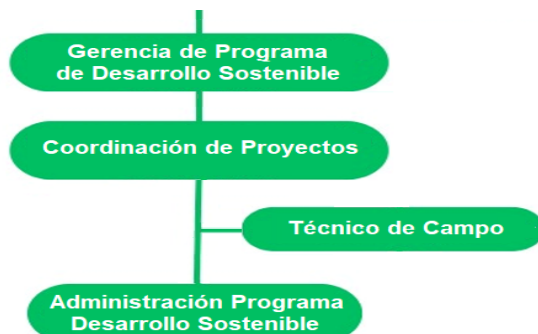 Gerencia de Programa
de Desarrollo Sostenible
Coordinación de Proyectos
Técnico de Campo
Administración Programa
Desarrollo Sostenible